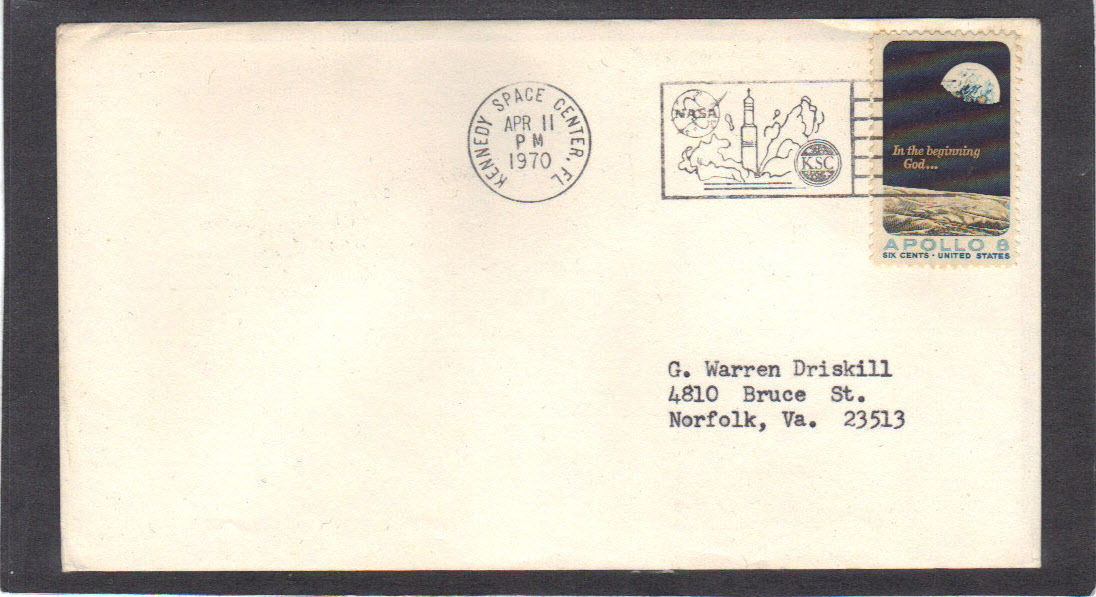 KENNEDY SPACE CENTER, FL
APR 11
PM
1970
NASA
KSC
In the beginning
God...
APOLLO 8
SIX CENTS · UNITED STATES
G. Warren Driskill
4810 Bruce St.
Norfolk, Va. 23513